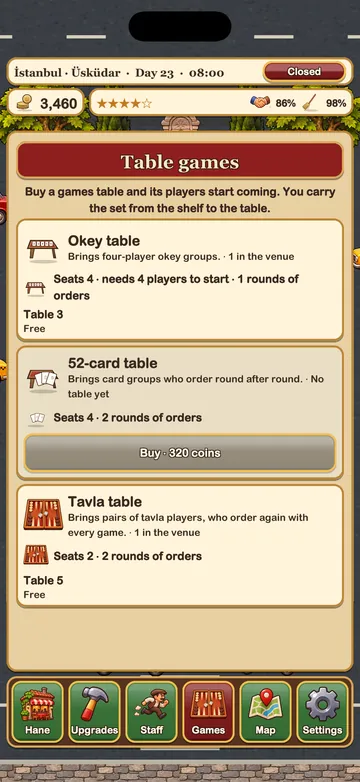 İstanbul · Üsküdar · Day 23 · 08:00
Closed
3,460
★★★★☆
86%
98%
Table games
Buy a games table and its players start coming. You carry
the set from the shelf to the table.
Okey table
Brings four-player okey groups. · 1 in the venue
Seats 4 · needs 4 players to start · 1 rounds of
orders
Table 3
Free
52-card table
Brings card groups who order round after round. · No
table yet
Seats 4 · 2 rounds of orders
Buy · 320 coins
Tavla table
Brings pairs of tavla players, who order again with
every game. · 1 in the venue
Seats 2 · 2 rounds of orders
Table 5
Free
Hane
Upgrades
Staff
Games
Map
Settings